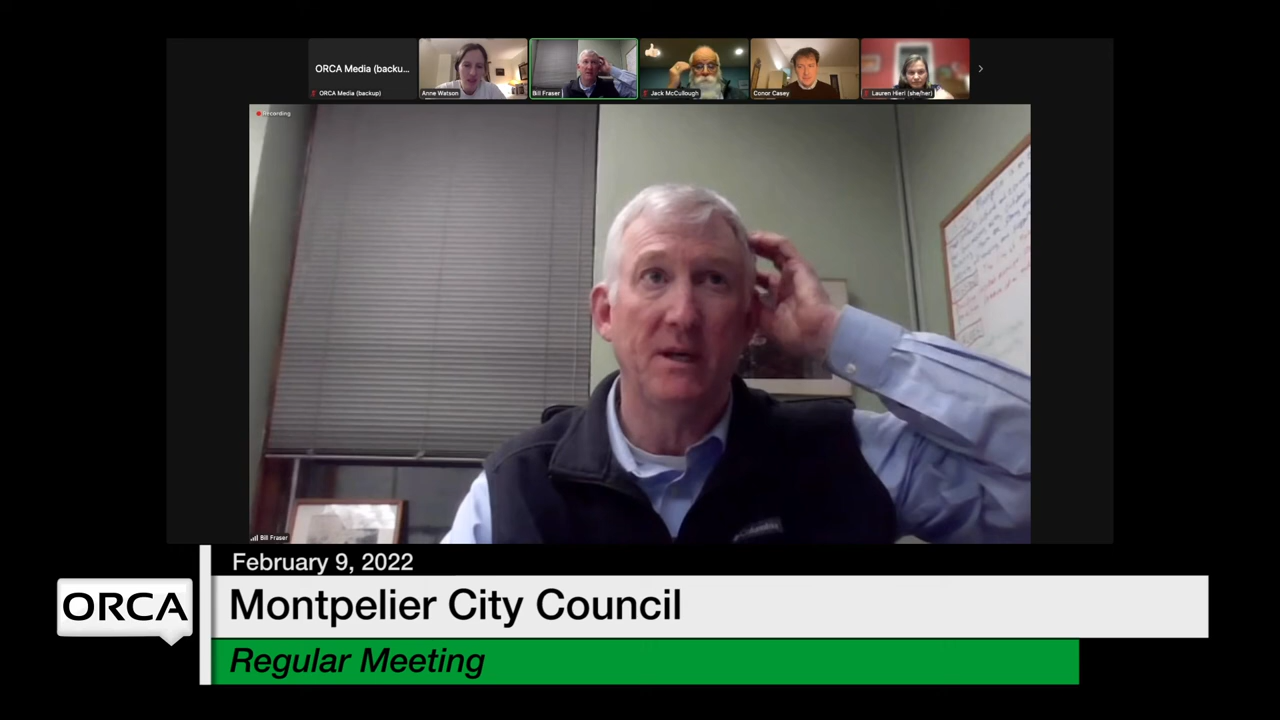 ORCA Media (backu...
ORCA Media (backup)
Anne Watson
Bill Fraser
Jack McCullough
Conor Casey
Lauren Hierl (she/her)
Recording
Columbia
Bill Fraser
February 9, 2022
ORCA
Montpelier City Council
Regular Meeting